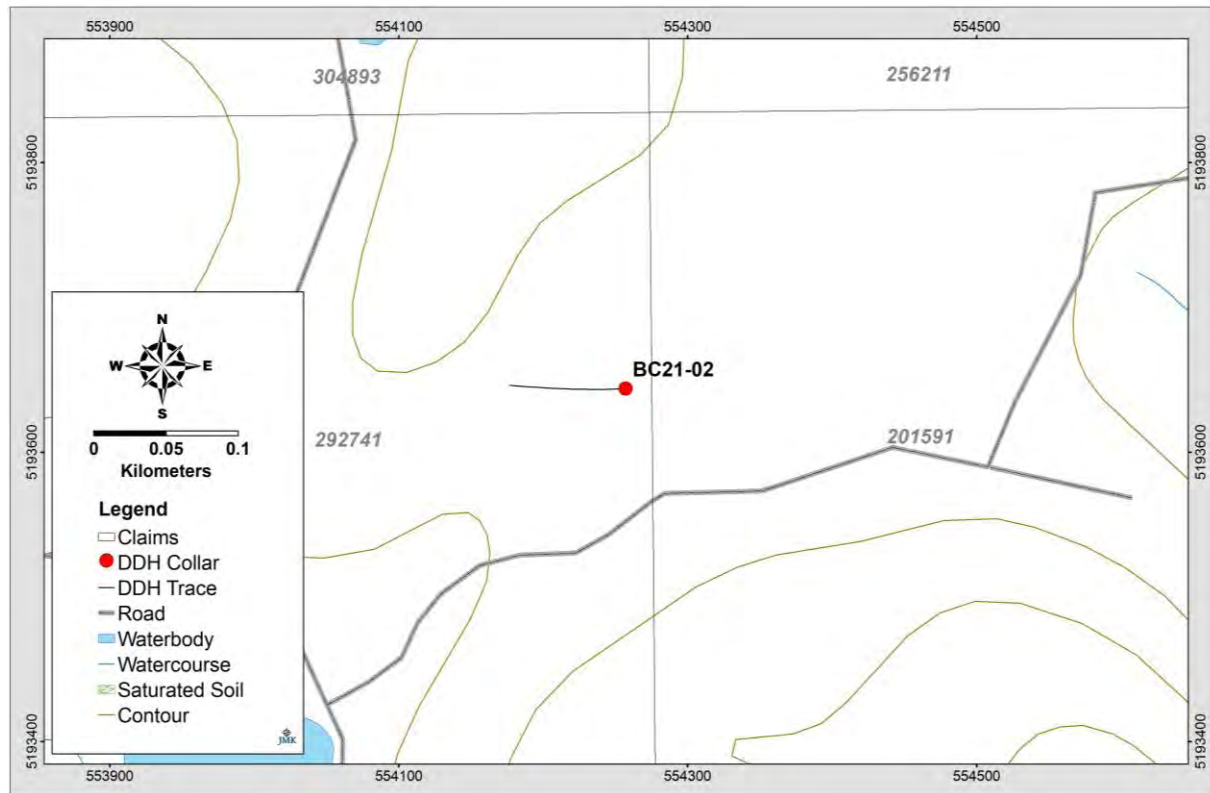 553900 554100 554300 554500
304893 256211
5193800 5193800
N
W E
S
BC21-02
0 0.05 0.1
Kilometers
292741 201591
5193600 5193600
Legend
Claims
DDH Collar
DDH Trace
Road
Waterbody
Watercourse
Saturated Soil
Contour
JMK
5193400 5193400
553900 554100 554300 554500